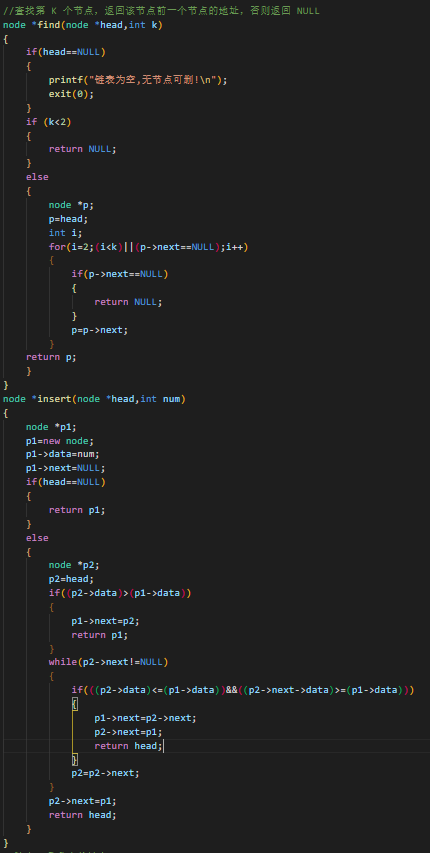 //查找第 K 个节点，返回该节点前一个节点的地址，否则返回 NULL
node *find(node *head,int k)
{
    if(head==NULL)
    {
        printf("链表为空,无节点可删!\n");
        exit(0);
    }
    if (k<2)
    {
        return NULL;
    }
    else
    {
        node *p;
        p=head;
        int i;
        for(i=2;(i<k)||(p->next==NULL);i++)
        {
            if(p->next==NULL)
            {
                return NULL;
            }
            p=p->next;
        }
    return p;
    }
}
node *insert(node *head,int num)
{
    node *p1;
    p1=new node;
    p1->data=num;
    p1->next=NULL;
    if(head==NULL)
    {
        return p1;
    }
    else
    {
        node *p2;
        p2=head;
        if((p2->data)>(p1->data))
        {
            p1->next=p2;
            return p1;
        }
        while(p2->next!=NULL)
        {
            if(((p2->data)<=(p1->data))&&((p2->next->data)>=(p1->data)))
            {
                p1->next=p2->next;
                p2->next=p1;
                return head;
            }
            p2=p2->next;
        }
        p2->next=p1;
        return head;
    }
}